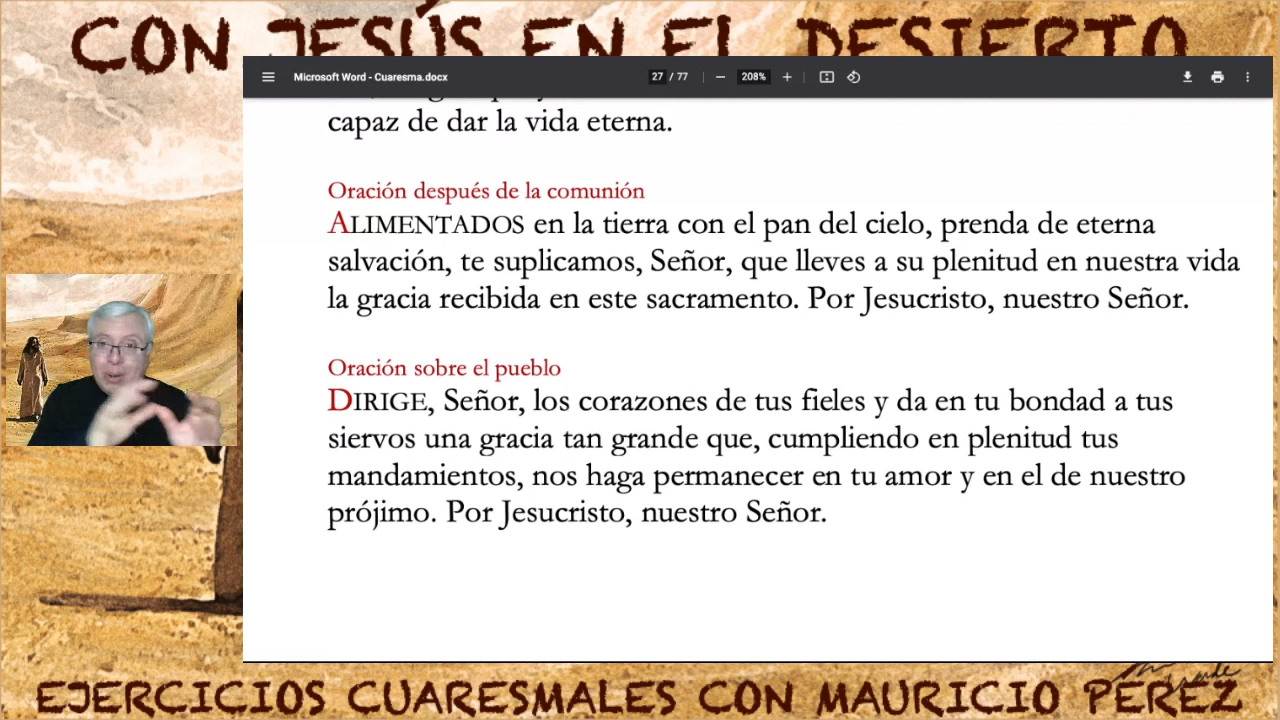 CON JESÚS EN EL DESIERTO
Microsoft Word - Cuaresma.docx
27 / 77
208%
capaz de dar la vida eterna.
Oración después de la comunión
ALIMENTADOS en la tierra con el pan del cielo, prenda de eterna
salvación, te suplicamos, Señor, que lleves a su plenitud en nuestra vida
la gracia recibida en este sacramento. Por Jesucristo, nuestro Señor.
Oración sobre el pueblo
DIRIGE, Señor, los corazones de tus fieles y da en tu bondad a tus
siervos una gracia tan grande que, cumpliendo en plenitud tus
mandamientos, nos haga permanecer en tu amor y en el de nuestro
prójimo. Por Jesucristo, nuestro Señor.
EJERCICIOS CUARESMALES CON MAURICIO PÉREZ